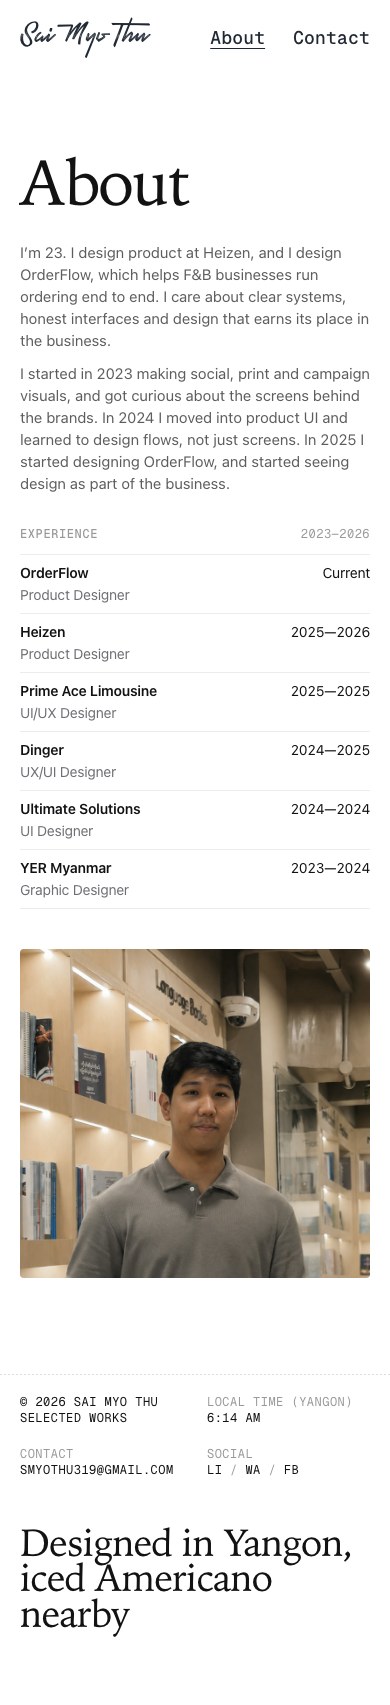 Sai Myo Thu
About Contact
About
I’m 23. I design product at Heizen, and I design
OrderFlow, which helps F&B businesses run
ordering end to end. I care about clear systems,
honest interfaces and design that earns its place in
the business.
I started in 2023 making social, print and campaign
visuals, and got curious about the screens behind
the brands. In 2024 I moved into product UI and
learned to design flows, not just screens. In 2025 I
started designing OrderFlow, and started seeing
design as part of the business.
EXPERIENCE 2023—2026
OrderFlow Current
Product Designer
Heizen 2025—2026
Product Designer
Prime Ace Limousine 2025—2025
UI/UX Designer
Dinger 2024—2025
UX/UI Designer
Ultimate Solutions 2024—2024
UI Designer
YER Myanmar 2023—2024
Graphic Designer
Language Books
© 2026 SAI MYO THU
SELECTED WORKS
LOCAL TIME (YANGON)
6:14 AM
CONTACT
SMYOTHU319@GMAIL.COM
SOCIAL
LI / WA / FB
Designed in Yangon,
iced Americano
nearby